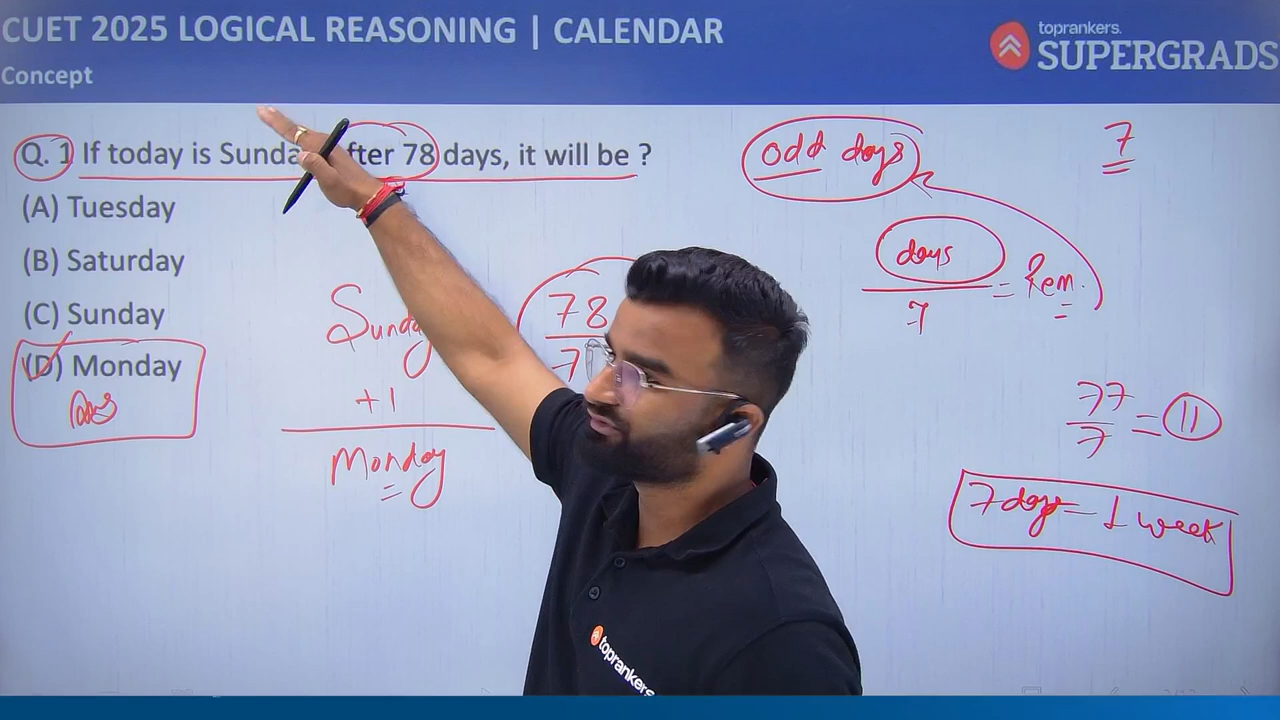 CUET 2025 LOGICAL REASONING | CALENDAR
Concept
toprankers.
SUPERGRADS
Q. 1 If today is Sunda fter 78 days, it will be ?
(A) Tuesday
(B) Saturday
(C) Sunday
(D) Monday
Ans
Sunday
+1
Monday
78
7
odd days
7
days
7
= Rem.
77
7
= 11
7 days = 1 week
toprankers